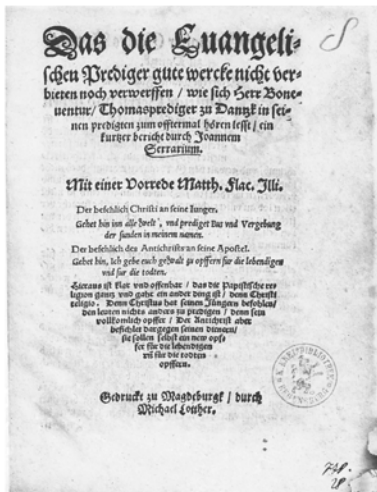 Das die Euangeli-
schen Prediger gute wercke nicht ver-
bieten noch verwerffen / wie sich Herr Bone-
uentur / Thomasprediger zu Dantzk in sei-
nen predigten zum offtermal hören lesst / ein
kurtzer bericht durch Joannem
Serrarium.
Mit einer Vorrede Matth. Flac. Illi.
Der befehlich Christi an seine Junger.
Gehet hin inn alle Welt, vnd prediget Bus vnd Vergebung
der sunden in meinem namen.
Der befehlich des Antichrists an seine Apostel.
Gehet hin, Ich gebe euch gewalt zu opffern für die lebendigen
vnd fur die todten.
Hieraus ist klar vnd offenbar / das die Papistische re-
ligion gantz vnd gahr ein ander ding ist / denn Christi
religio. Denn Christus hat seinen Jüngern befohlen /
den leuten nichts anders zu predigen / denn sein
vollkomlich opffer / Der Antichrist aber
befihlet dargegen seinen dienern /
sie sollen selbst ein new opf-
fer für die lebendigen
vñ für die todten
opffern.
Gedruckt zu Magdeburgk / durch
Michael Lotther.